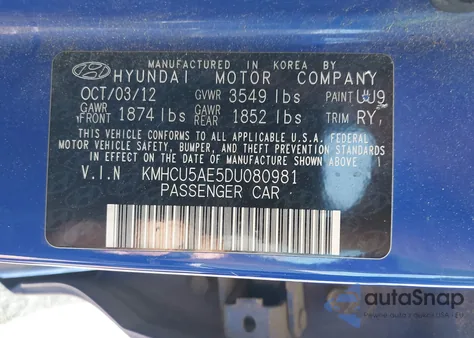 MANUFACTURED IN KOREA BY
HYUNDAI MOTOR COMPANY
OCT/03/12 GVWR 3549 lbs PAINT WU9
GAWR FRONT 1874 lbs GAWR REAR 1852 lbs TRIM RY
THIS VEHICLE CONFORMS TO ALL APPLICABLE U.S.A. FEDERAL
MOTOR VEHICLE SAFETY, BUMPER, AND THEFT PREVENTION
STANDARDS IN EFFECT ON THE DATE OF MANUFACTURE SHOWN ABOVE.
V.I.N KMHCU5AE5DU080981
PASSENGER CAR
autoSnap